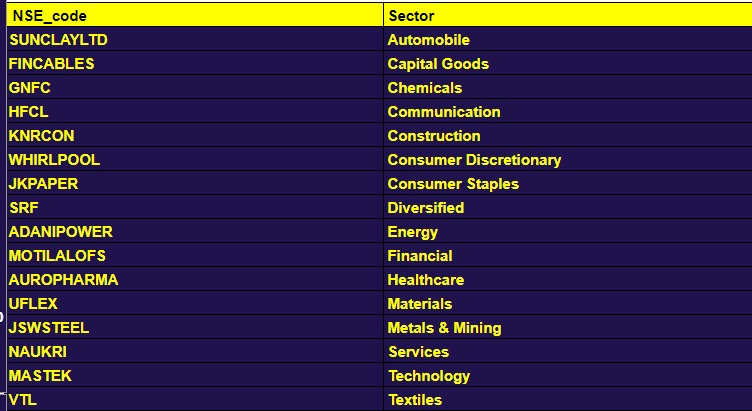 NSE_code Sector
SUNCLAYLTD Automobile
FINCABLES Capital Goods
GNFC Chemicals
HFCL Communication
KNRCON Construction
WHIRLPOOL Consumer Discretionary
JKPAPER Consumer Staples
SRF Diversified
ADANIPOWER Energy
MOTILALOFS Financial
AUROPHARMA Healthcare
UFLEX Materials
JSWSTEEL Metals & Mining
NAUKRI Services
MASTEK Technology
VTL Textiles